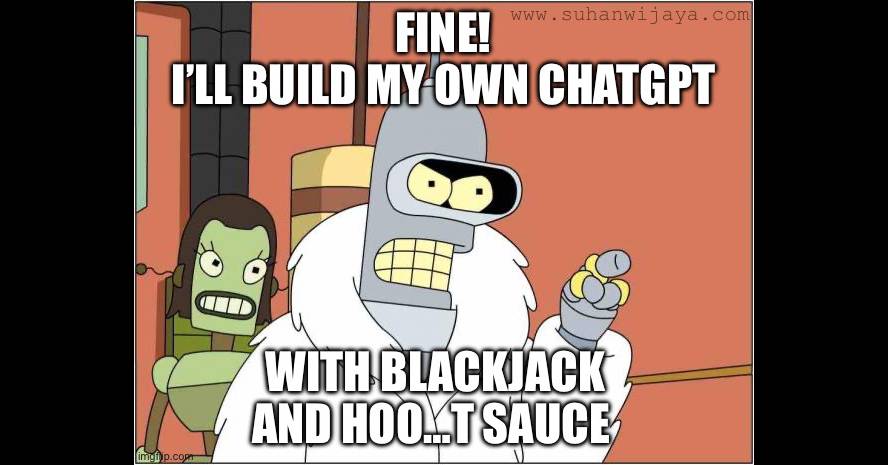 www.suhanwijaya.com
FINE!
I’LL BUILD MY OWN CHATGPT
WITH BLACKJACK
AND HOO...T SAUCE
imgflip.com